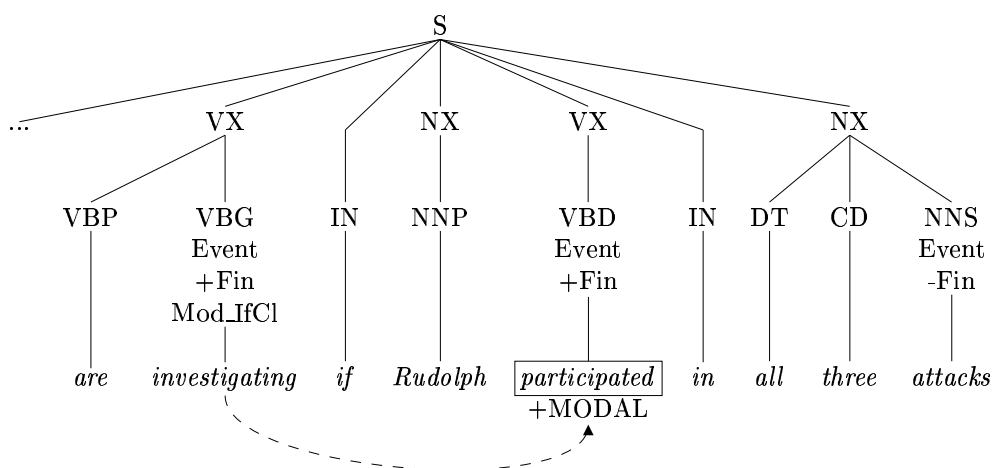 S
... VX NX VX NX
VBP VBG IN NNP VBD IN DT CD NNS
Event Event Event
+Fin +Fin -Fin
Mod_IfCl
are investigating if Rudolph participated in all three attacks
+MODAL